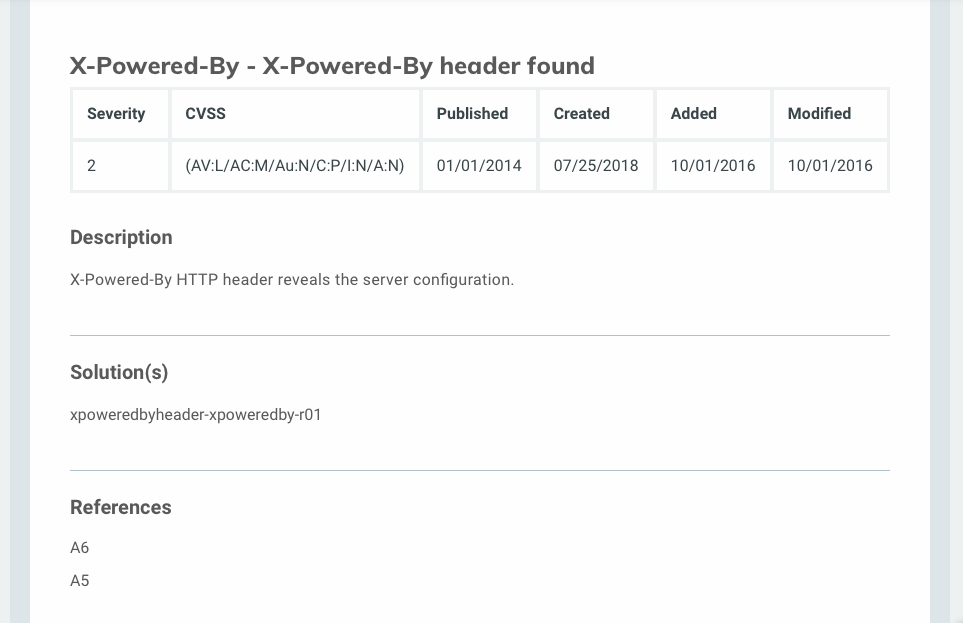 X-Powered-By - X-Powered-By header found
Severity CVSS Published Created Added Modified
2 (AV:L/AC:M/Au:N/C:P/I:N/A:N) 01/01/2014 07/25/2018 10/01/2016 10/01/2016
Description
X-Powered-By HTTP header reveals the server configuration.
Solution(s)
xpoweredbyheader-xpoweredby-r01
References
A6
A5